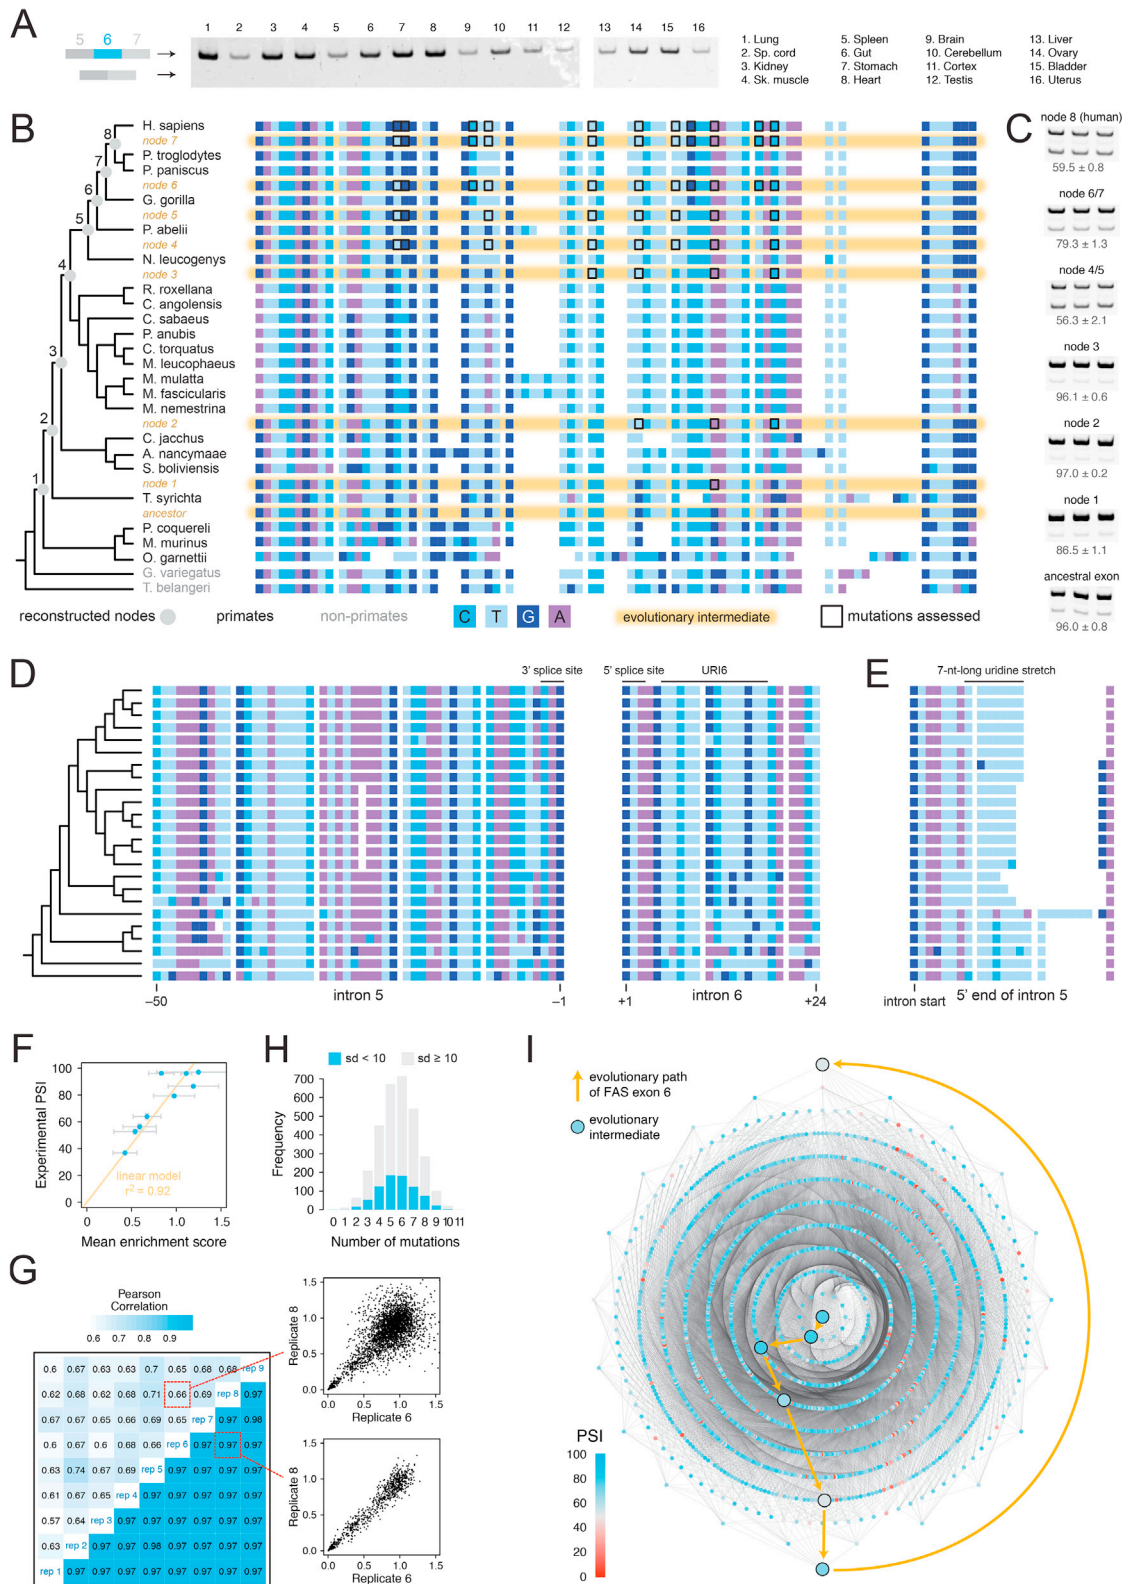 A
5 6 7
1 2 3 4 5 6 7 8 9 10 11 12 13 14 15 16
1. Lung
2. Sp. cord
3. Kidney
4. Sk. muscle
5. Spleen
6. Gut
7. Stomach
8. Heart
9. Brain
10. Cerebellum
11. Cortex
12. Testis
13. Liver
14. Ovary
15. Bladder
16. Uterus
B
8
7
6
5
4
3
2
1
H. sapiens
node 7
P. troglodytes
P. paniscus
node 6
G. gorilla
node 5
P. abelii
node 4
N. leucogenys
node 3
R. roxellana
C. angolensis
C. sabaeus
P. anubis
C. torquatus
M. leucophaeus
M. mulatta
M. fascicularis
M. nemestrina
node 2
C. jacchus
A. nancymaae
S. boliviensis
node 1
T. syrichta
ancestor
P. coquereli
M. murinus
O. garnettii
G. variegatus
T. belangeri
reconstructed nodes
primates
non-primates
C T G A
evolutionary intermediate
mutations assessed
C
node 8 (human)
59.5 ± 0.8
node 6/7
79.3 ± 1.3
node 4/5
56.3 ± 2.1
node 3
96.1 ± 0.6
node 2
97.0 ± 0.2
node 1
86.5 ± 1.1
ancestral exon
96.0 ± 0.8
D
3' splice site
5' splice site
URI6
–50
intron 5
–1
+1
intron 6
+24
E
7-nt-long uridine stretch
intron start
5' end of intron 5
F
Experimental PSI
100
80
60
40
20
0
linear model
r² = 0.92
0 0.5 1.0 1.5
Mean enrichment score
H
sd < 10
sd ≥ 10
Frequency
700
600
500
400
300
200
100
0
0 1 2 3 4 5 6 7 8 9 10 11
Number of mutations
G
Pearson
Correlation
0.6 0.7 0.8 0.9
0.6 0.67 0.63 0.63 0.7 0.65 0.68 0.68 rep 9
0.62 0.68 0.62 0.68 0.71 0.66 0.69 rep 8 0.97
0.67 0.67 0.65 0.66 0.69 0.65 rep 7 0.97 0.98
0.6 0.67 0.6 0.68 0.66 rep 6 0.97 0.97 0.97
0.63 0.74 0.67 0.69 rep 5 0.97 0.97 0.97 0.97
0.61 0.67 0.65 rep 4 0.97 0.97 0.97 0.97 0.97
0.57 0.64 rep 3 0.97 0.97 0.97 0.97 0.97 0.97
0.63 rep 2 0.97 0.97 0.98 0.97 0.97 0.97 0.97
rep 1 0.97 0.97 0.97 0.97 0.97 0.97 0.97 0.97
Replicate 8
1.5
1.0
0.5
0.0
0.0 0.5 1.0 1.5
Replicate 6
Replicate 8
1.5
1.0
0.5
0.0
0.0 0.5 1.0 1.5
Replicate 6
I
evolutionary path
of FAS exon 6
evolutionary
intermediate
PSI
100
80
60
40
20
0